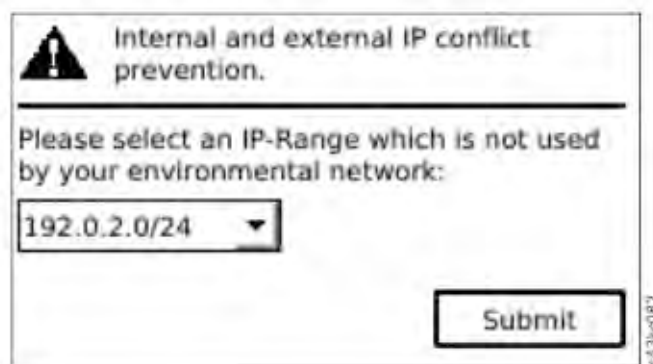 Internal and external IP conflict
prevention.
Please select an IP-Range which is not used
by your environmental network:
192.0.2.0/24
Submit